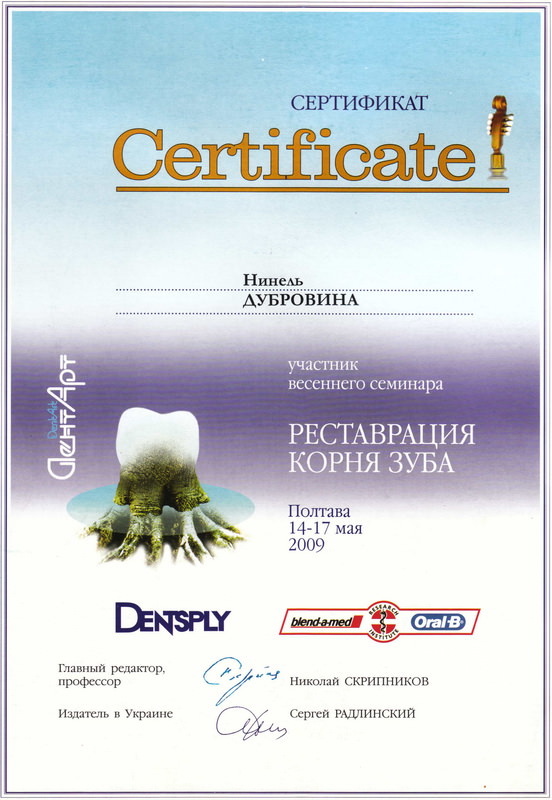 СЕРТИФИКАТ
Certificate
Нинель
ДУБРОВИНА
участник
весеннего семинара
ДентАрт
DentArt
РЕСТАВРАЦИЯ
КОРНЯ ЗУБА
Полтава
14-17 мая
2009
DENTSPLY
blend-a-med
RESEARCH
INSTITUTE
Oral-B
Главный редактор,
профессор
Николай СКРИПНИКОВ
Издатель в Украине
Сергей РАДЛИНСКИЙ